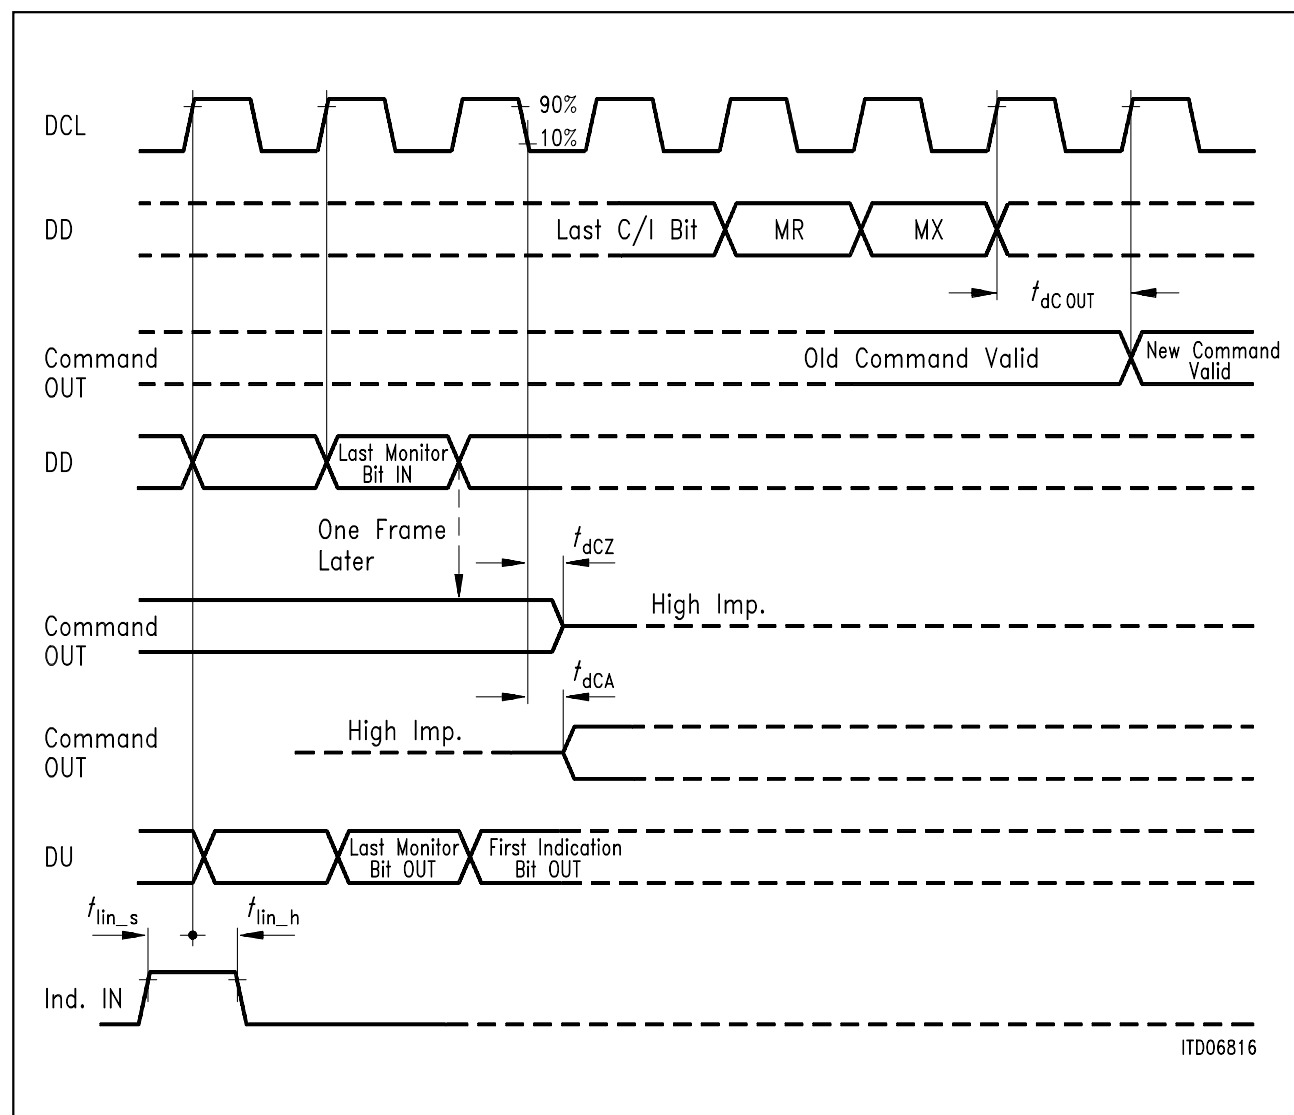 90%
DCL
10%
DD
Last C/I Bit
MR
MX
tdC OUT
Command
OUT
Old Command Valid
New Command
Valid
DD
Last Monitor
Bit IN
One Frame
Later
tdCZ
Command
OUT
High Imp.
tdCA
Command
OUT
High Imp.
DU
Last Monitor
Bit OUT
First Indication
Bit OUT
tIin_s
tIin_h
Ind. IN
ITD06816